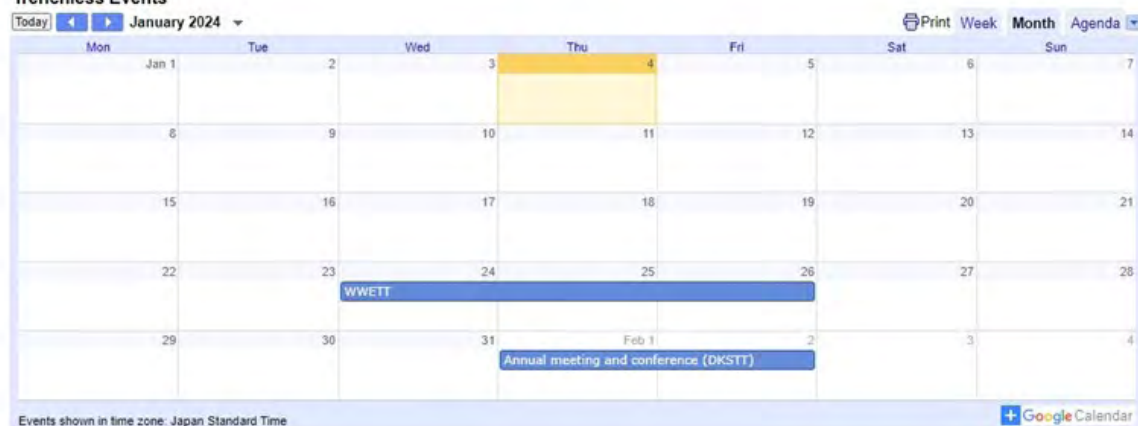 Trenchless Events
Today January 2024 Print Week Month Agenda
Mon Tue Wed Thu Fri Sat Sun
Jan 1 2 3 4 5 6 7
8 9 10 11 12 13 14
15 16 17 18 19 20 21
22 23 24 25 26 27 28
WWETT
29 30 31 Feb 1 2 3 4
Annual meeting and conference (DKSTT)
Events shown in time zone: Japan Standard Time
Google Calendar